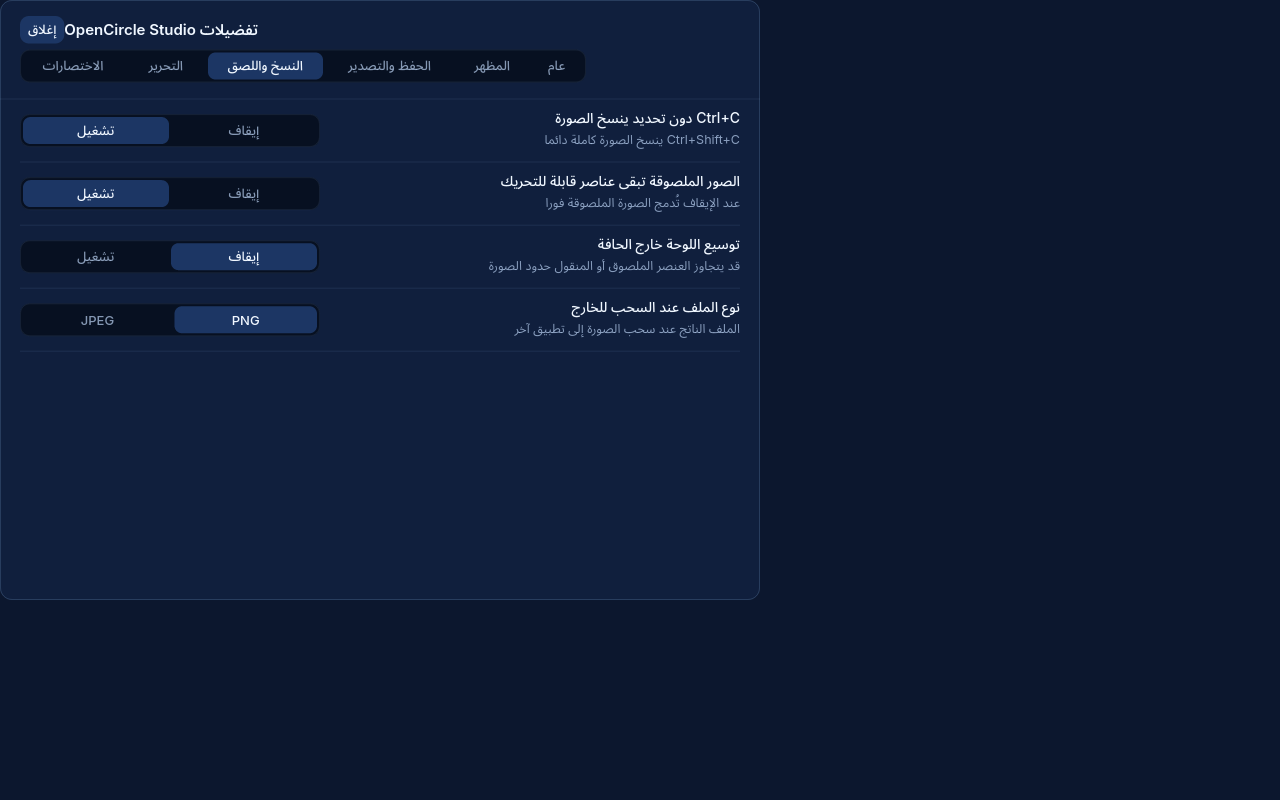 تفضيلات OpenCircle Studio
إغلاق
عام
المظهر
الحفظ والتصدير
النسخ واللصق
التحرير
الاختصارات
Ctrl+C دون تحديد ينسخ الصورة
Ctrl+Shift+C ينسخ الصورة كاملة دائما
إيقاف
تشغيل
الصور الملصوقة تبقى عناصر قابلة للتحريك
عند الإيقاف تُدمج الصورة الملصوقة فورا
إيقاف
تشغيل
توسيع اللوحة خارج الحافة
قد يتجاوز العنصر الملصوق أو المنقول حدود الصورة
إيقاف
تشغيل
نوع الملف عند السحب للخارج
الملف الناتج عند سحب الصورة إلى تطبيق آخر
PNG
JPEG